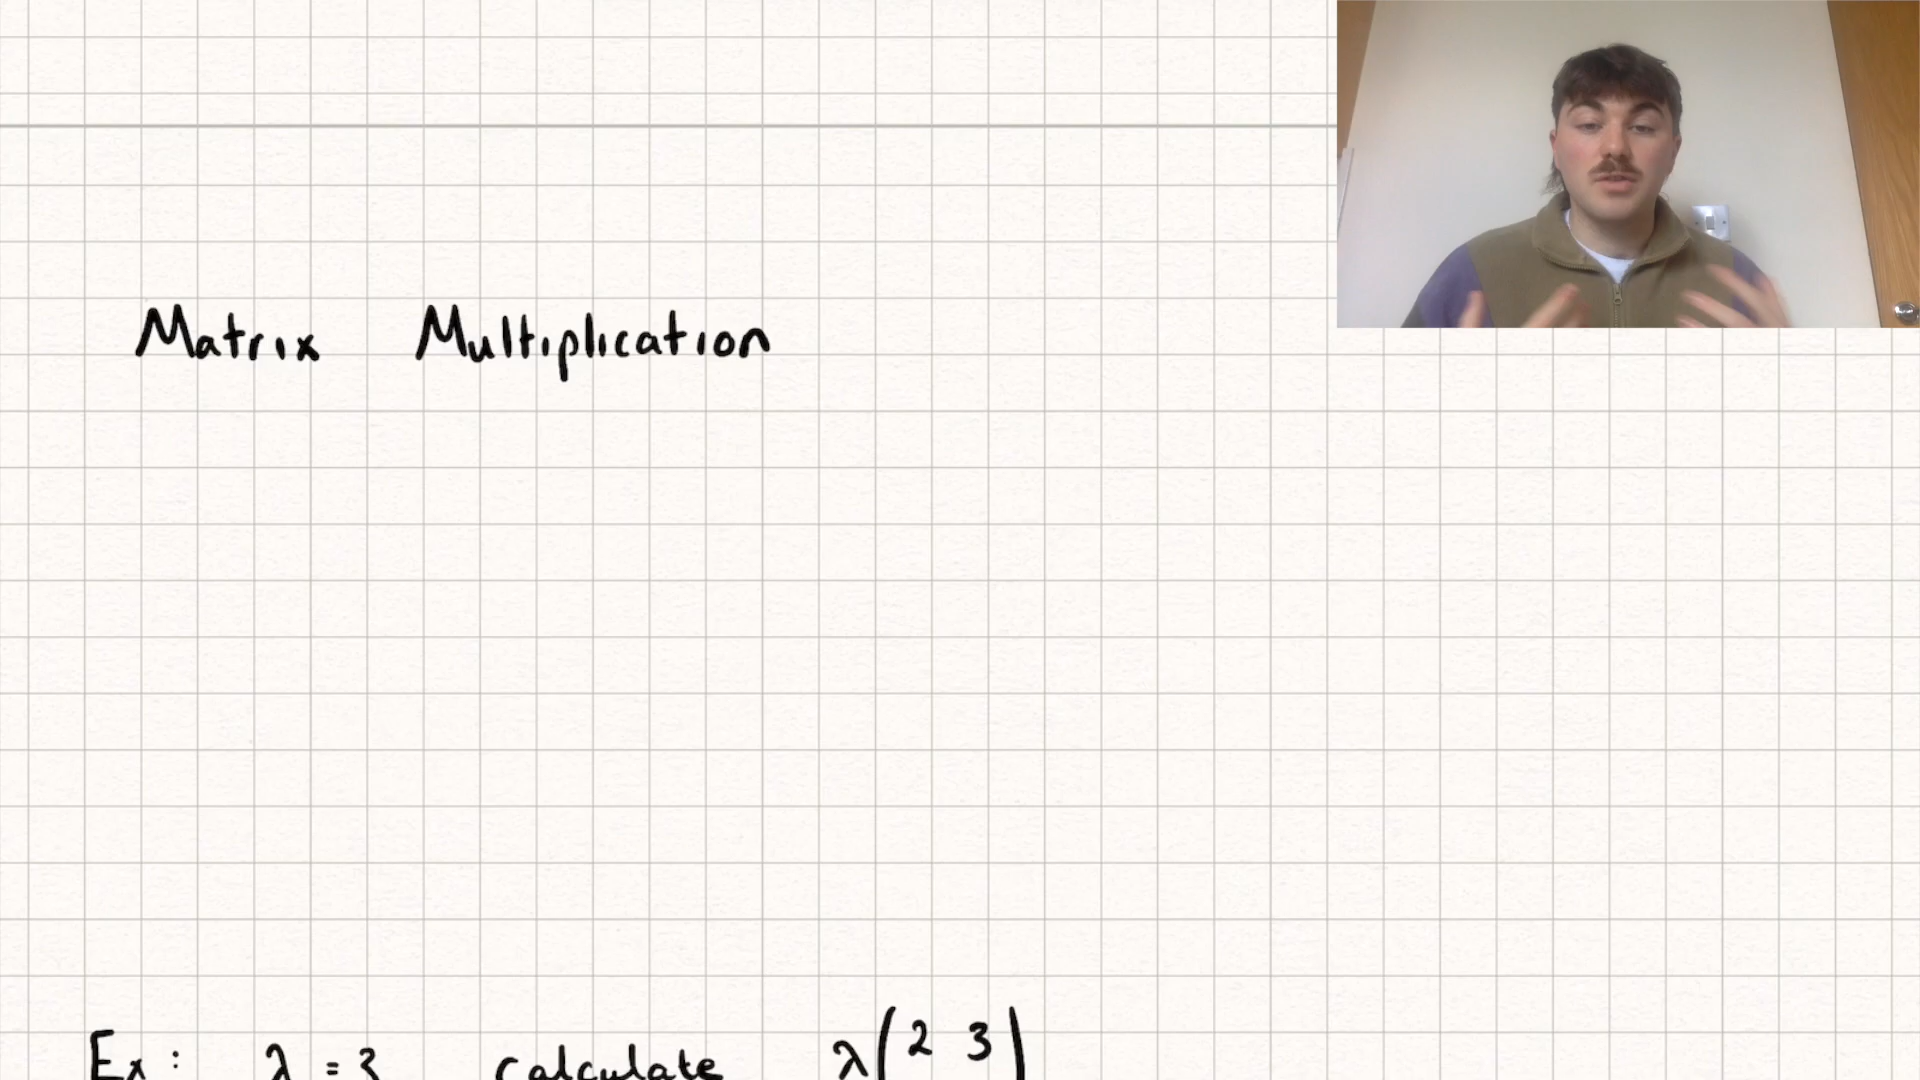 Matrix Multiplication
Ex: λ = 3 calculate λ(2 3)